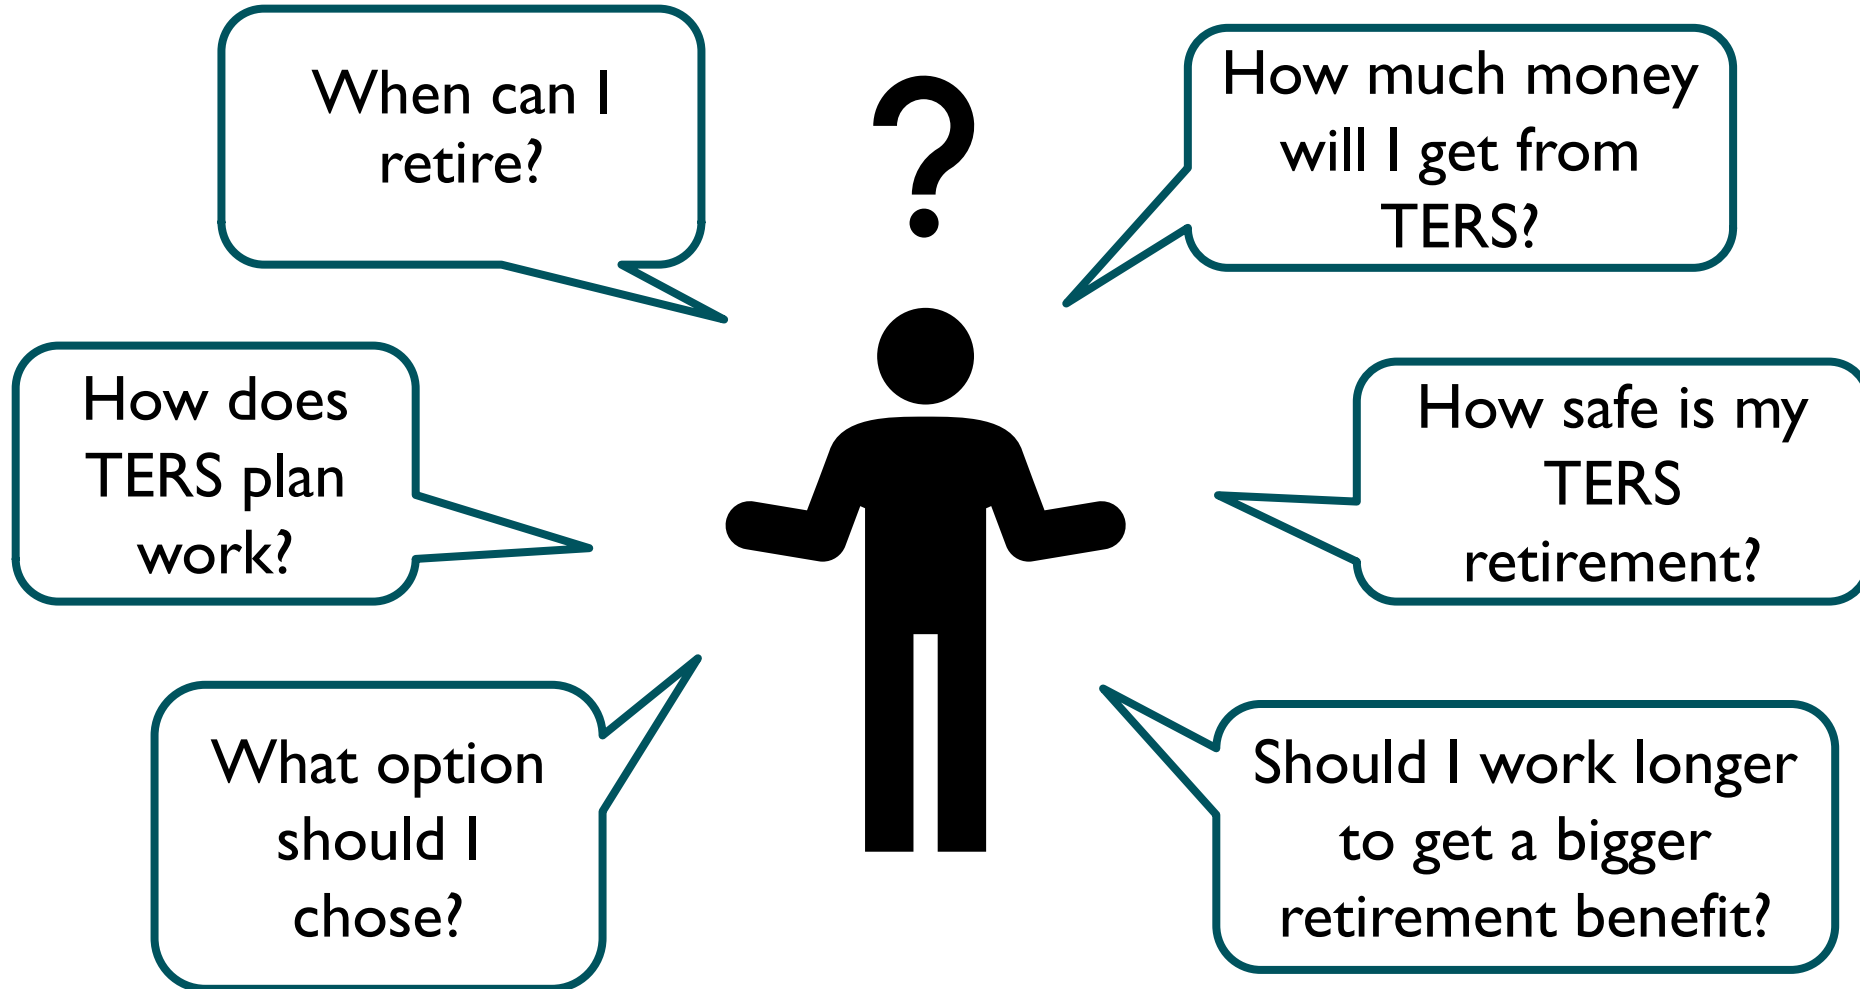 When can I
retire?
?
How much money
will I get from
TERS?
How does
TERS plan
work?
How safe is my
TERS
retirement?
What option
should I
chose?
Should I work longer
to get a bigger
retirement benefit?